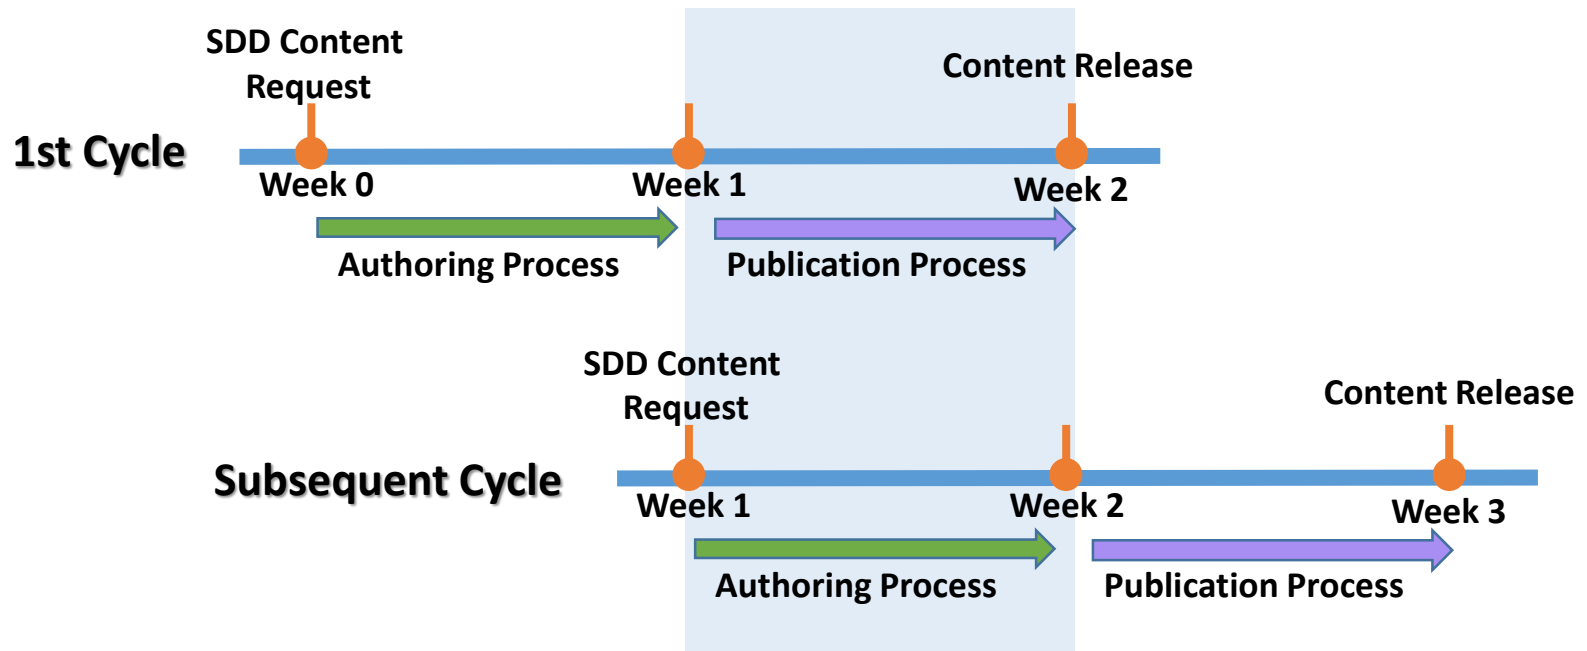 SDD Content
Request
Content Release
1st Cycle
Week 0
Week 1
Week 2
Authoring Process
Publication Process
SDD Content
Request
Content Release
Subsequent Cycle
Week 1
Week 2
Week 3
Authoring Process
Publication Process